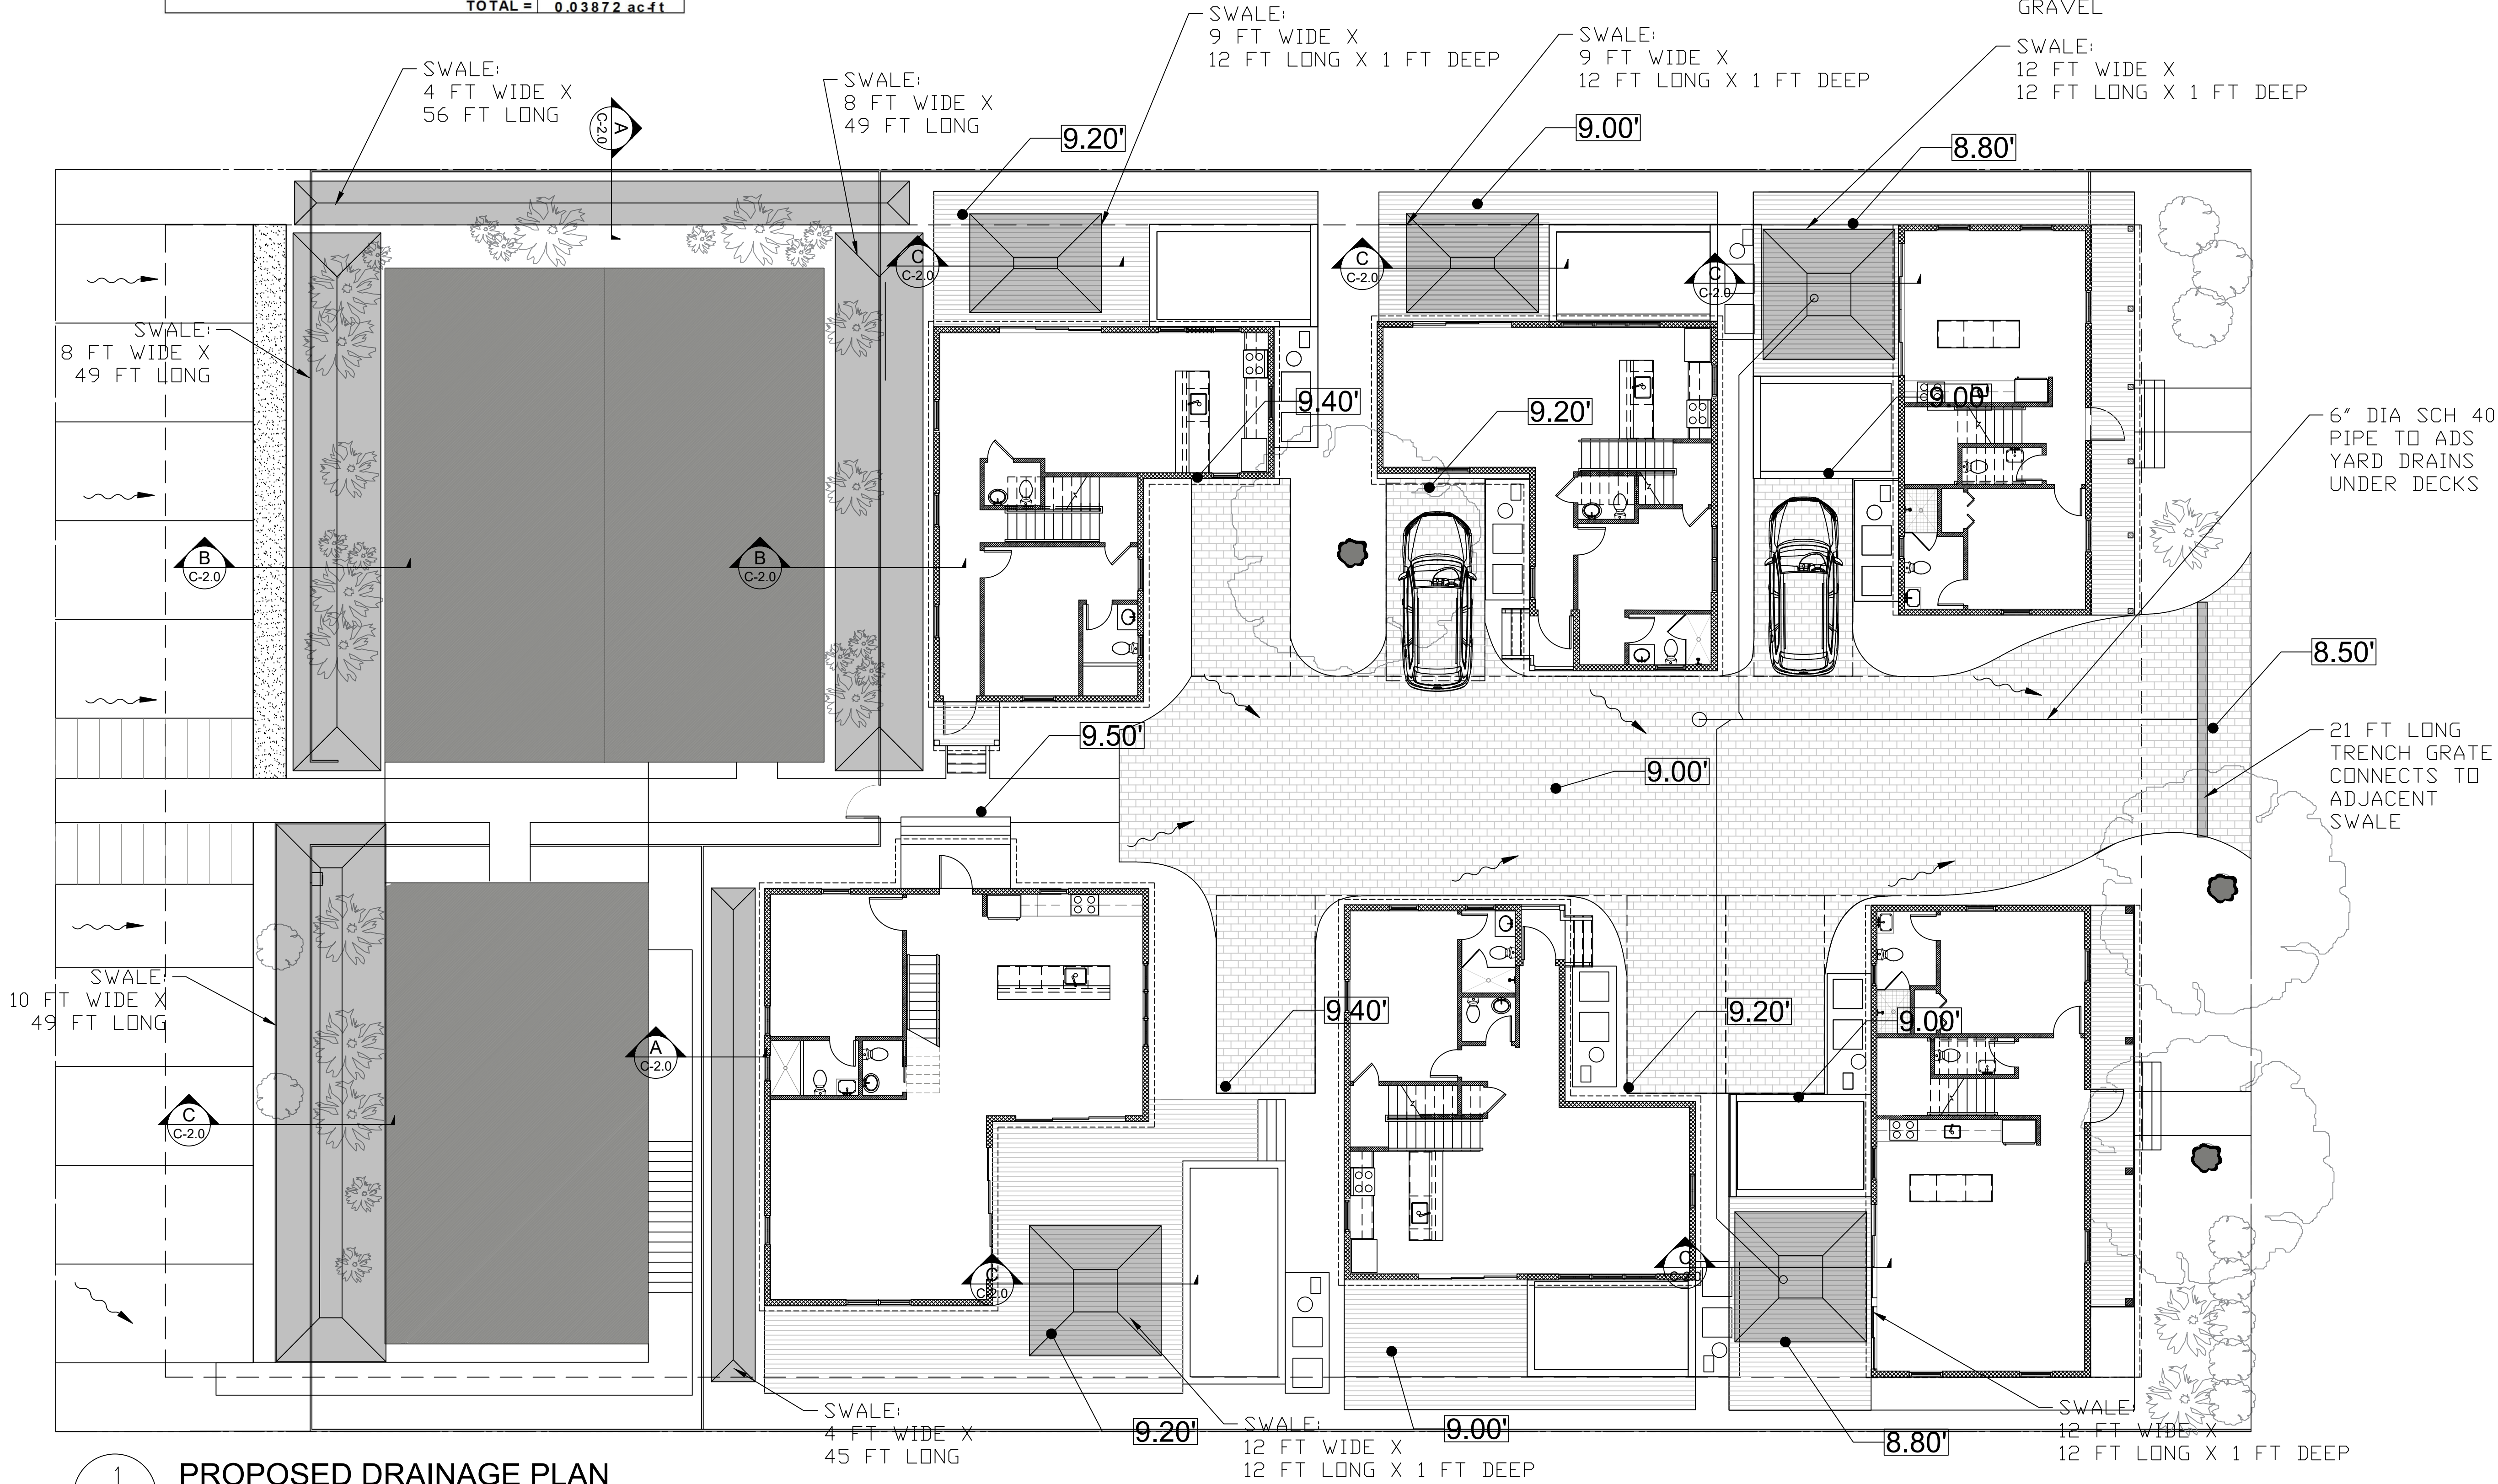 TOTAL = 0.03872 ac-ft
GRAVEL
SWALE:
9 FT WIDE X
12 FT LONG X 1 FT DEEP
SWALE:
9 FT WIDE X
12 FT LONG X 1 FT DEEP
SWALE:
12 FT WIDE X
12 FT LONG X 1 FT DEEP
SWALE:
4 FT WIDE X
56 FT LONG
SWALE:
8 FT WIDE X
49 FT LONG
A
C-2.0
9.20'
9.00'
8.80'
C
C-2.0
C
C-2.0
C
C-2.0
SWALE:
8 FT WIDE X
49 FT LONG
9.40'
9.20'
9.00'
6" DIA SCH 40
PIPE TO ADS
YARD DRAINS
UNDER DECKS
B
C-2.0
B
C-2.0
8.50'
9.50'
9.00'
21 FT LONG
TRENCH GRATE
CONNECTS TO
ADJACENT
SWALE
SWALE:
10 FT WIDE X
49 FT LONG
9.40'
9.20'
9.00'
A
C-2.0
C
C-2.0
C
C-2.0
C
C-2.0
SWALE:
4 FT WIDE X
45 FT LONG
9.20'
SWALE:
12 FT WIDE X
12 FT LONG X 1 FT DEEP
9.00'
8.80'
SWALE:
12 FT WIDE X
12 FT LONG X 1 FT DEEP
1
PROPOSED DRAINAGE PLAN